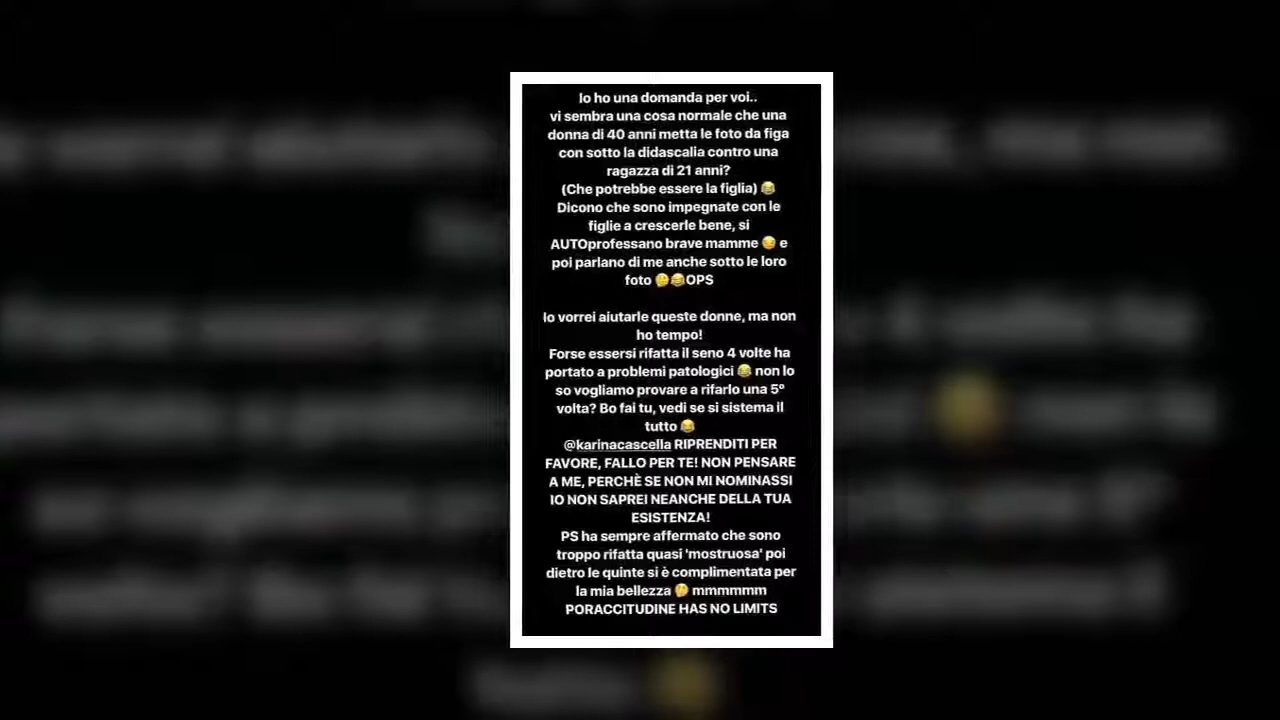 Io ho una domanda per voi..
vi sembra una cosa normale che una
donna di 40 anni metta le foto da figa
con sotto la didascalia contro una
ragazza di 21 anni?
(Che potrebbe essere la figlia) 😂
Dicono che sono impegnate con le
figlie a crescerle bene, si
AUTOprofessano brave mamme 😏 e
poi parlano di me anche sotto le loro
foto 🤔😂OPS
Io vorrei aiutarle queste donne, ma non
ho tempo!
Forse essersi rifatta il seno 4 volte ha
portato a problemi patologici 😂 non lo
so vogliamo provare a rifarlo una 5°
volta? Bo fai tu, vedi se si sistema il
tutto 😂
@karinacascella RIPRENDITI PER
FAVORE, FALLO PER TE! NON PENSARE
A ME, PERCHÈ SE NON MI NOMINASSI
IO NON SAPREI NEANCHE DELLA TUA
ESISTENZA!
PS ha sempre affermato che sono
troppo rifatta quasi 'mostruosa' poi
dietro le quinte si è complimentata per
la mia bellezza 🤔 mmmmmm
PORACCITUDINE HAS NO LIMITS